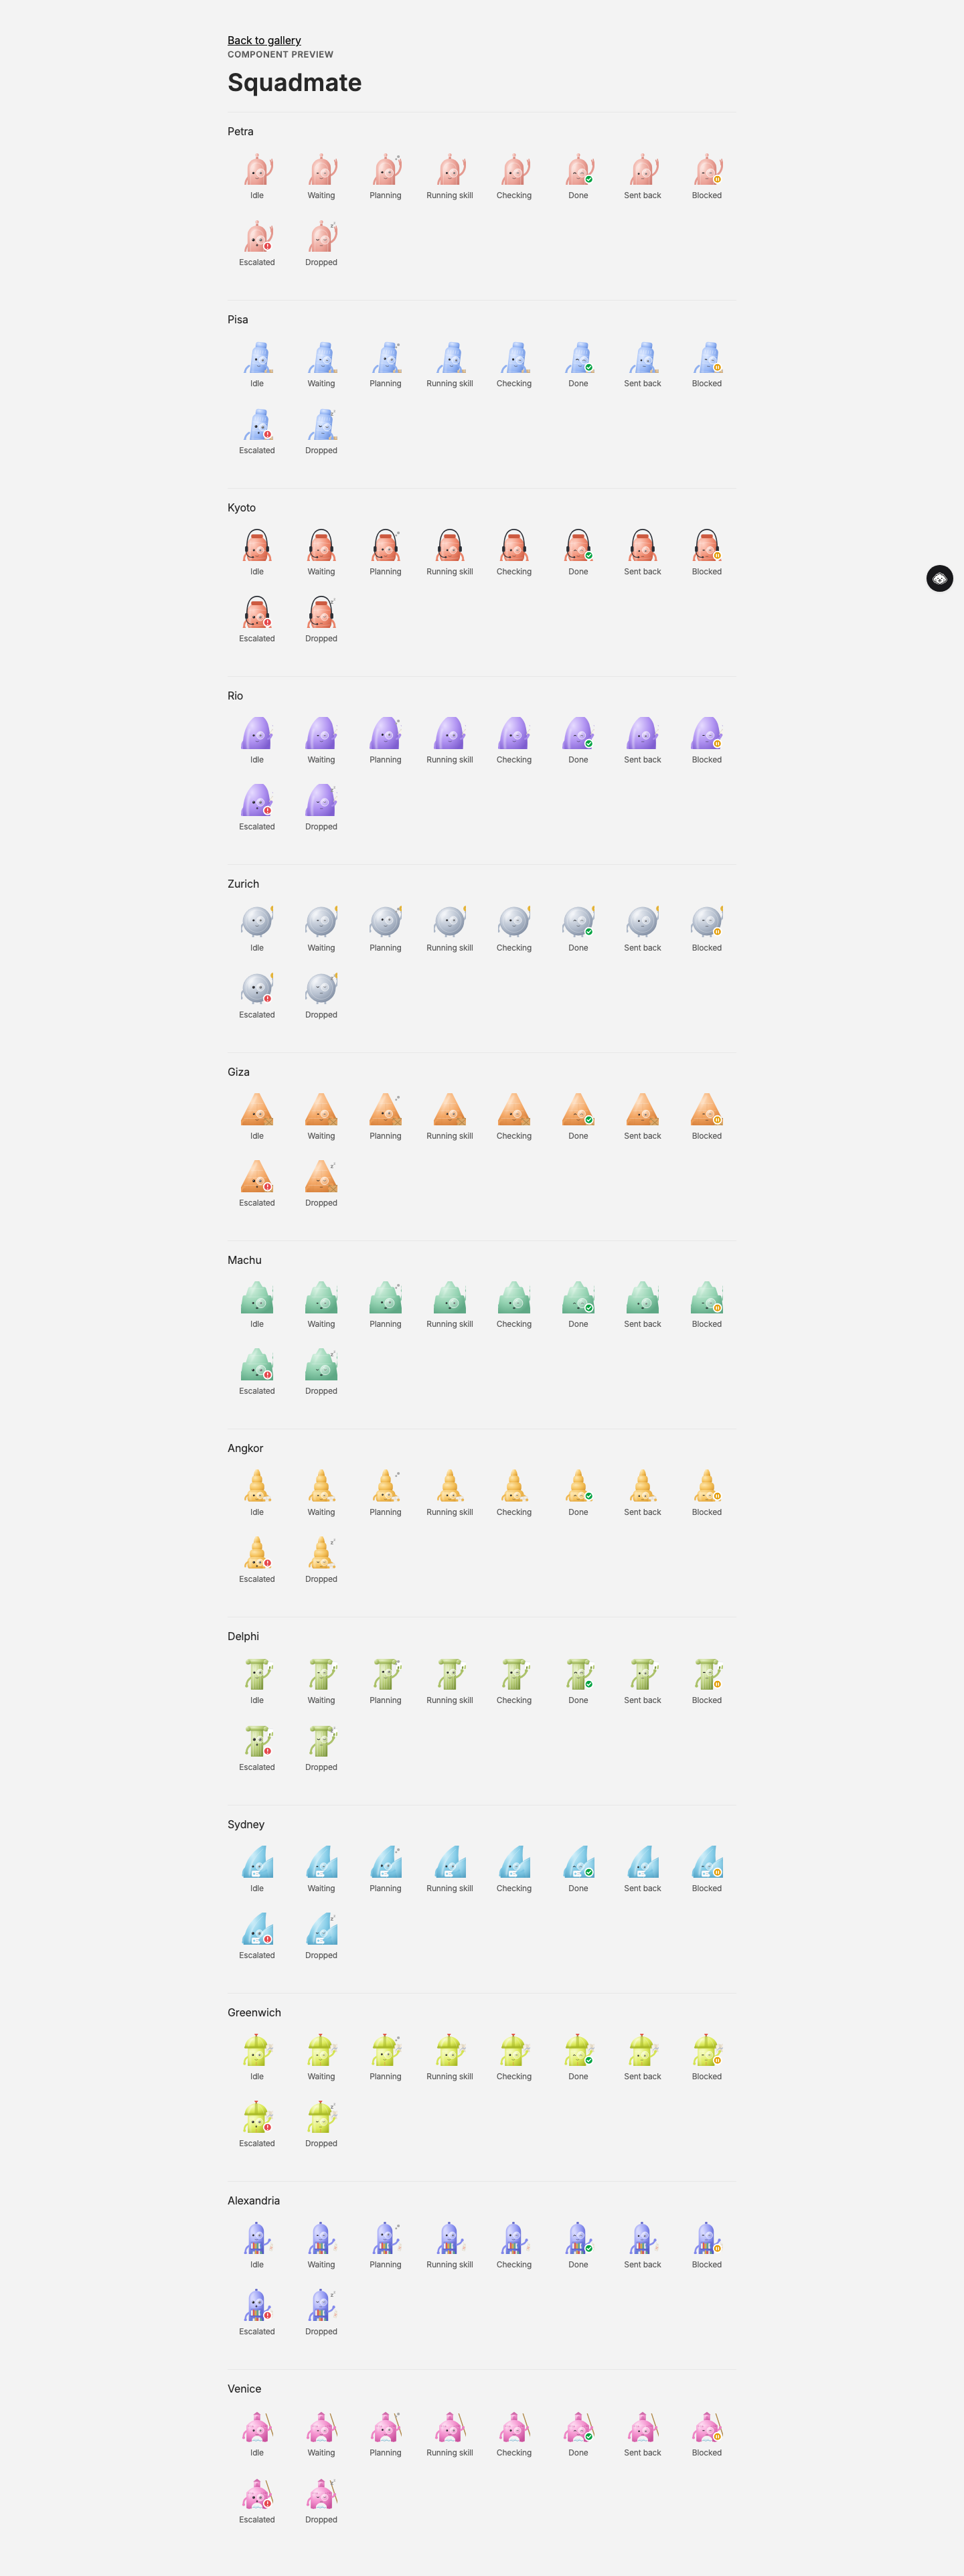 Back to gallery
COMPONENT PREVIEW
Squadmate
Petra
Idle Waiting Planning Running skill Checking Done Sent back Blocked
Escalated Dropped
Pisa
Idle Waiting Planning Running skill Checking Done Sent back Blocked
Escalated Dropped
Kyoto
Idle Waiting Planning Running skill Checking Done Sent back Blocked
Escalated Dropped
Rio
Idle Waiting Planning Running skill Checking Done Sent back Blocked
Escalated Dropped
Zurich
Idle Waiting Planning Running skill Checking Done Sent back Blocked
Escalated Dropped
Giza
Idle Waiting Planning Running skill Checking Done Sent back Blocked
Escalated Dropped
Machu
Idle Waiting Planning Running skill Checking Done Sent back Blocked
Escalated Dropped
Angkor
Idle Waiting Planning Running skill Checking Done Sent back Blocked
Escalated Dropped
Delphi
Idle Waiting Planning Running skill Checking Done Sent back Blocked
Escalated Dropped
Sydney
Idle Waiting Planning Running skill Checking Done Sent back Blocked
Escalated Dropped
Greenwich
Idle Waiting Planning Running skill Checking Done Sent back Blocked
Escalated Dropped
Alexandria
Idle Waiting Planning Running skill Checking Done Sent back Blocked
Escalated Dropped
Venice
Idle Waiting Planning Running skill Checking Done Sent back Blocked
Escalated Dropped